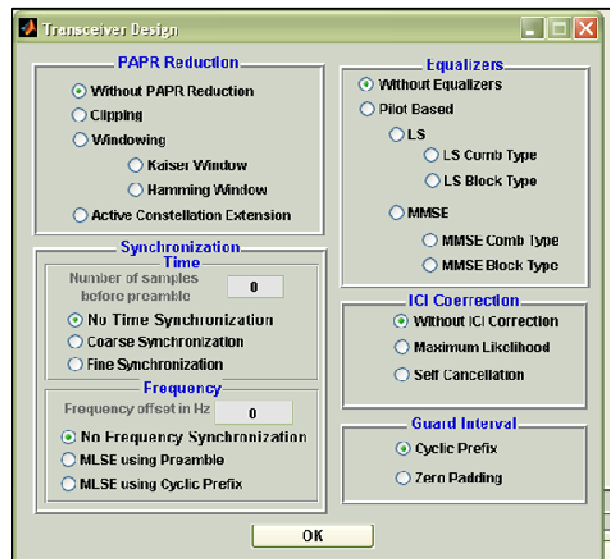 Transceiver Design
PAPR Reduction
Without PAPR Reduction
Clipping
Windowing
Kaiser Window
Hamming Window
Active Constellation Extension
Synchronization
Time
Number of samples
before preamble
0
No Time Synchronization
Coarse Synchronization
Fine Synchronization
Frequency
Frequency offset in Hz
0
No Frequency Synchronization
MLSE using Preamble
MLSE using Cyclic Prefix
Equalizers
Without Equalizers
Pilot Based
LS
LS Comb Type
LS Block Type
MMSE
MMSE Comb Type
MMSE Block Type
ICI Coerrection
Without ICI Correction
Maximum Likelihood
Self Cancellation
Guard Interval
Cyclic Prefix
Zero Padding
OK